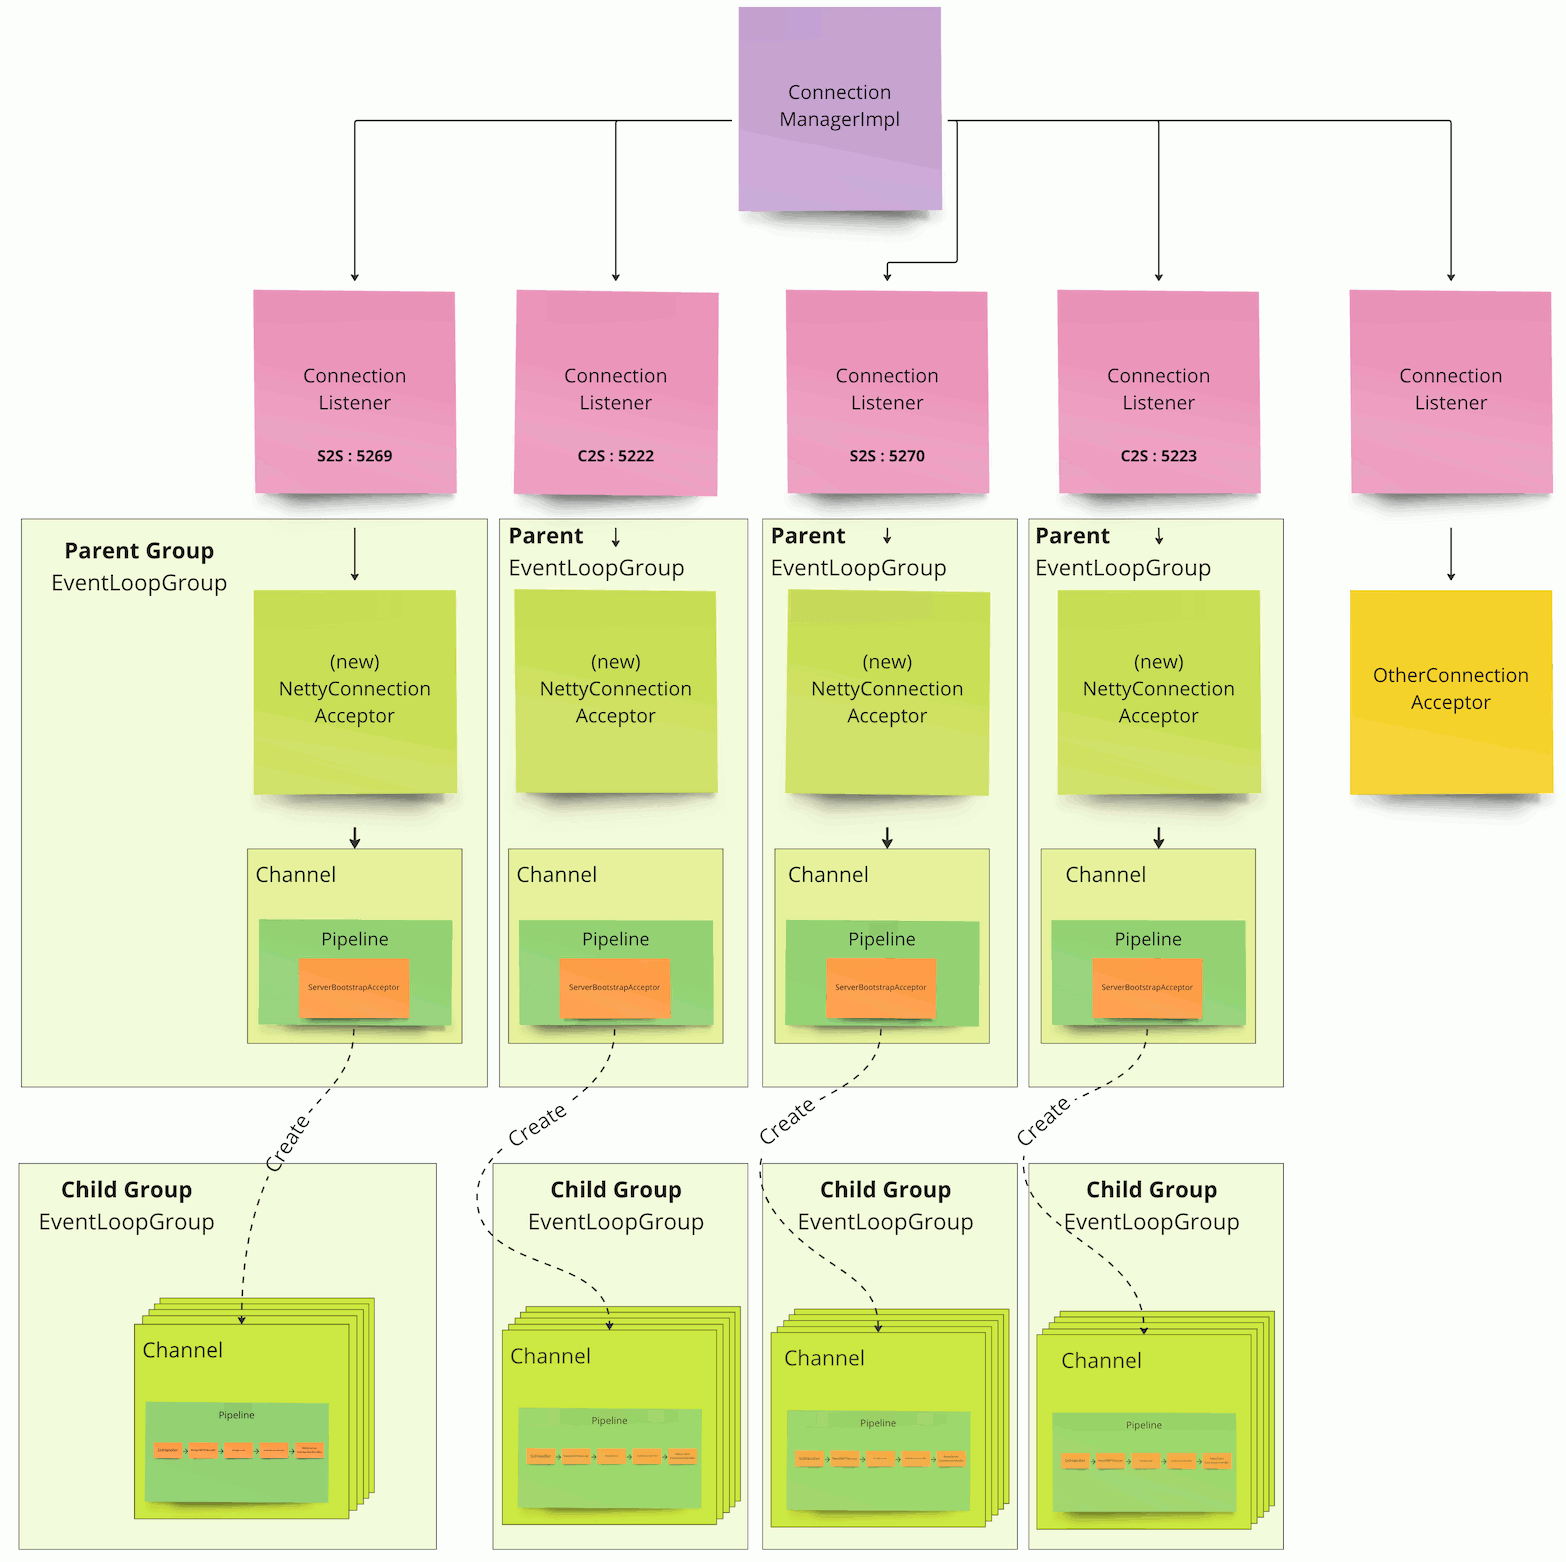 Connection
ManagerImpl
Connection
Listener
S2S : 5269
Connection
Listener
C2S : 5222
Connection
Listener
S2S : 5270
Connection
Listener
C2S : 5223
Connection
Listener
Parent Group
EventLoopGroup
Parent
EventLoopGroup
Parent
EventLoopGroup
Parent
EventLoopGroup
(new)
NettyConnection
Acceptor
(new)
NettyConnection
Acceptor
(new)
NettyConnection
Acceptor
(new)
NettyConnection
Acceptor
OtherConnection
Acceptor
Channel
Pipeline
ServerBootstrapAcceptor
Channel
Pipeline
ServerBootstrapAcceptor
Channel
Pipeline
ServerBootstrapAcceptor
Channel
Pipeline
ServerBootstrapAcceptor
Create
Create
Create
Create
Child Group
EventLoopGroup
Child Group
EventLoopGroup
Child Group
EventLoopGroup
Child Group
EventLoopGroup
Channel
Pipeline
Channel
Pipeline
Channel
Pipeline
Channel
Pipeline